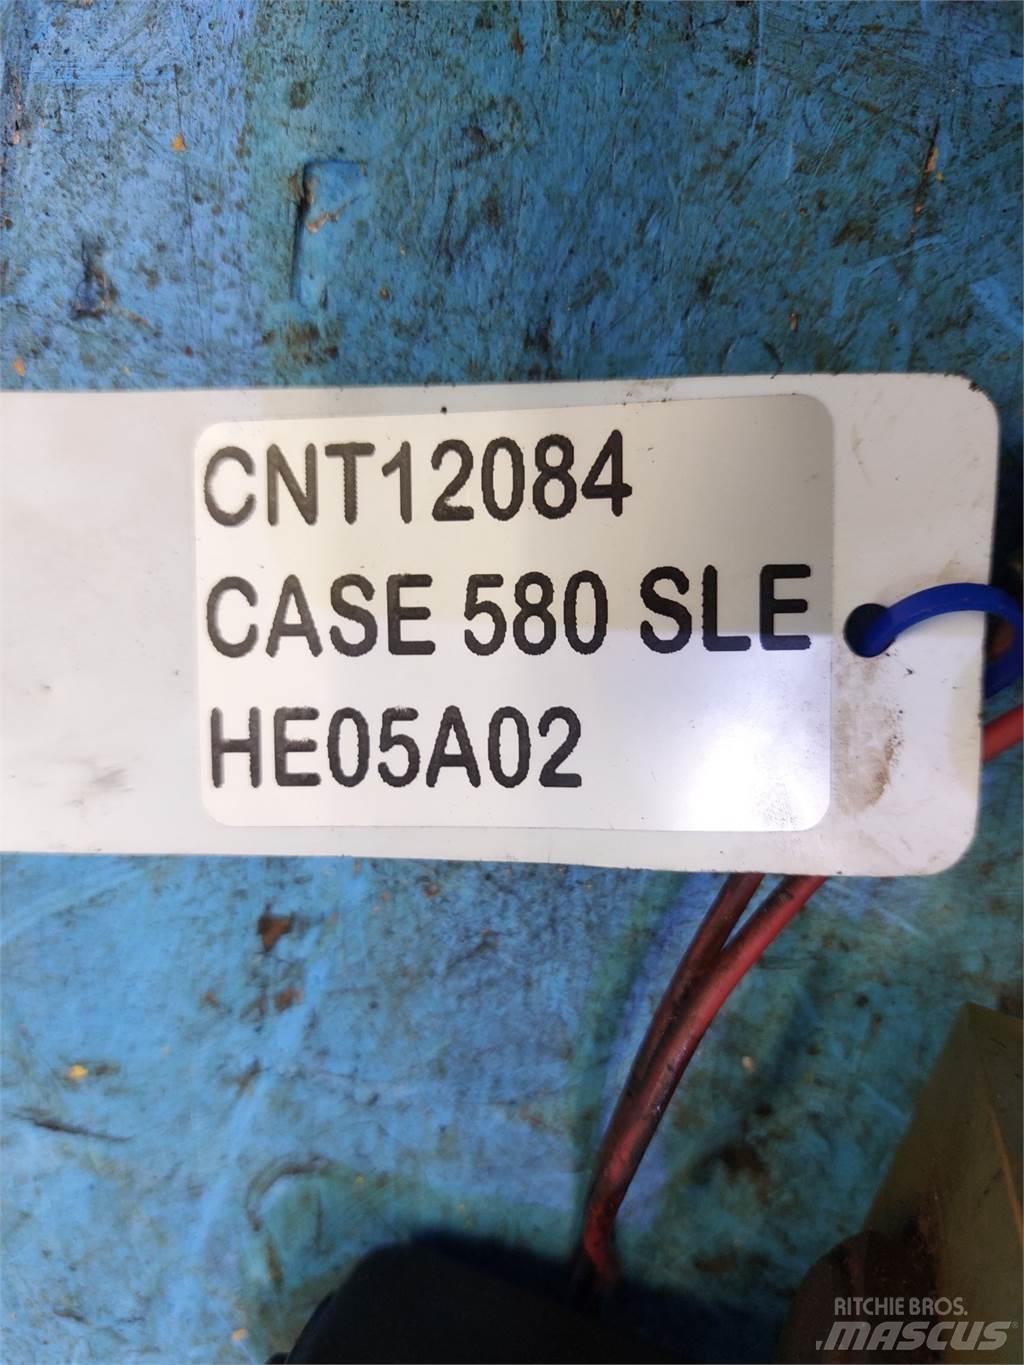 CNT12084
CASE 580 SLE
HE05A02
RITCHIE BROS.
MASCUS